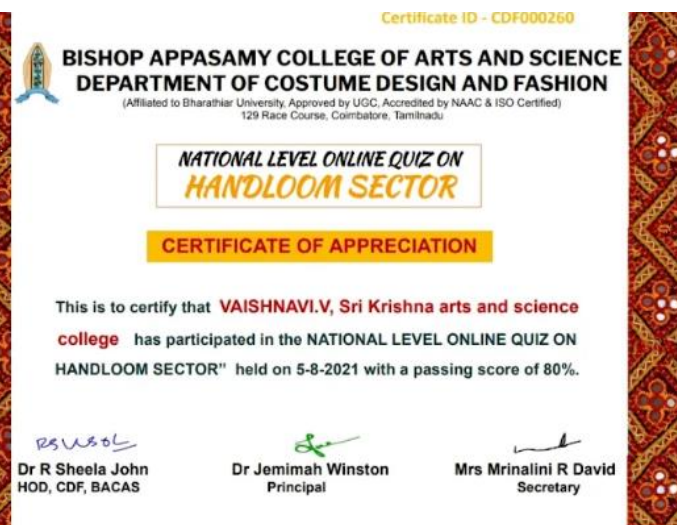 Certificate ID - CDF000260
BISHOP APPASAMY COLLEGE OF ARTS AND SCIENCE
DEPARTMENT OF COSTUME DESIGN AND FASHION
(Affiliated to Bharathiar University, Approved by UGC, Accredited by NAAC & ISO Certified)
129 Race Course, Coimbatore, Tamilnadu
NATIONAL LEVEL ONLINE QUIZ ON
HANDLOOM SECTOR
CERTIFICATE OF APPRECIATION
This is to certify that VAISHNAVI.V, Sri Krishna arts and science
college has participated in the NATIONAL LEVEL ONLINE QUIZ ON
HANDLOOM SECTOR" held on 5-8-2021 with a passing score of 80%.
Dr R Sheela John
HOD, CDF, BACAS
Dr Jemimah Winston
Principal
Mrs Mrinalini R David
Secretary